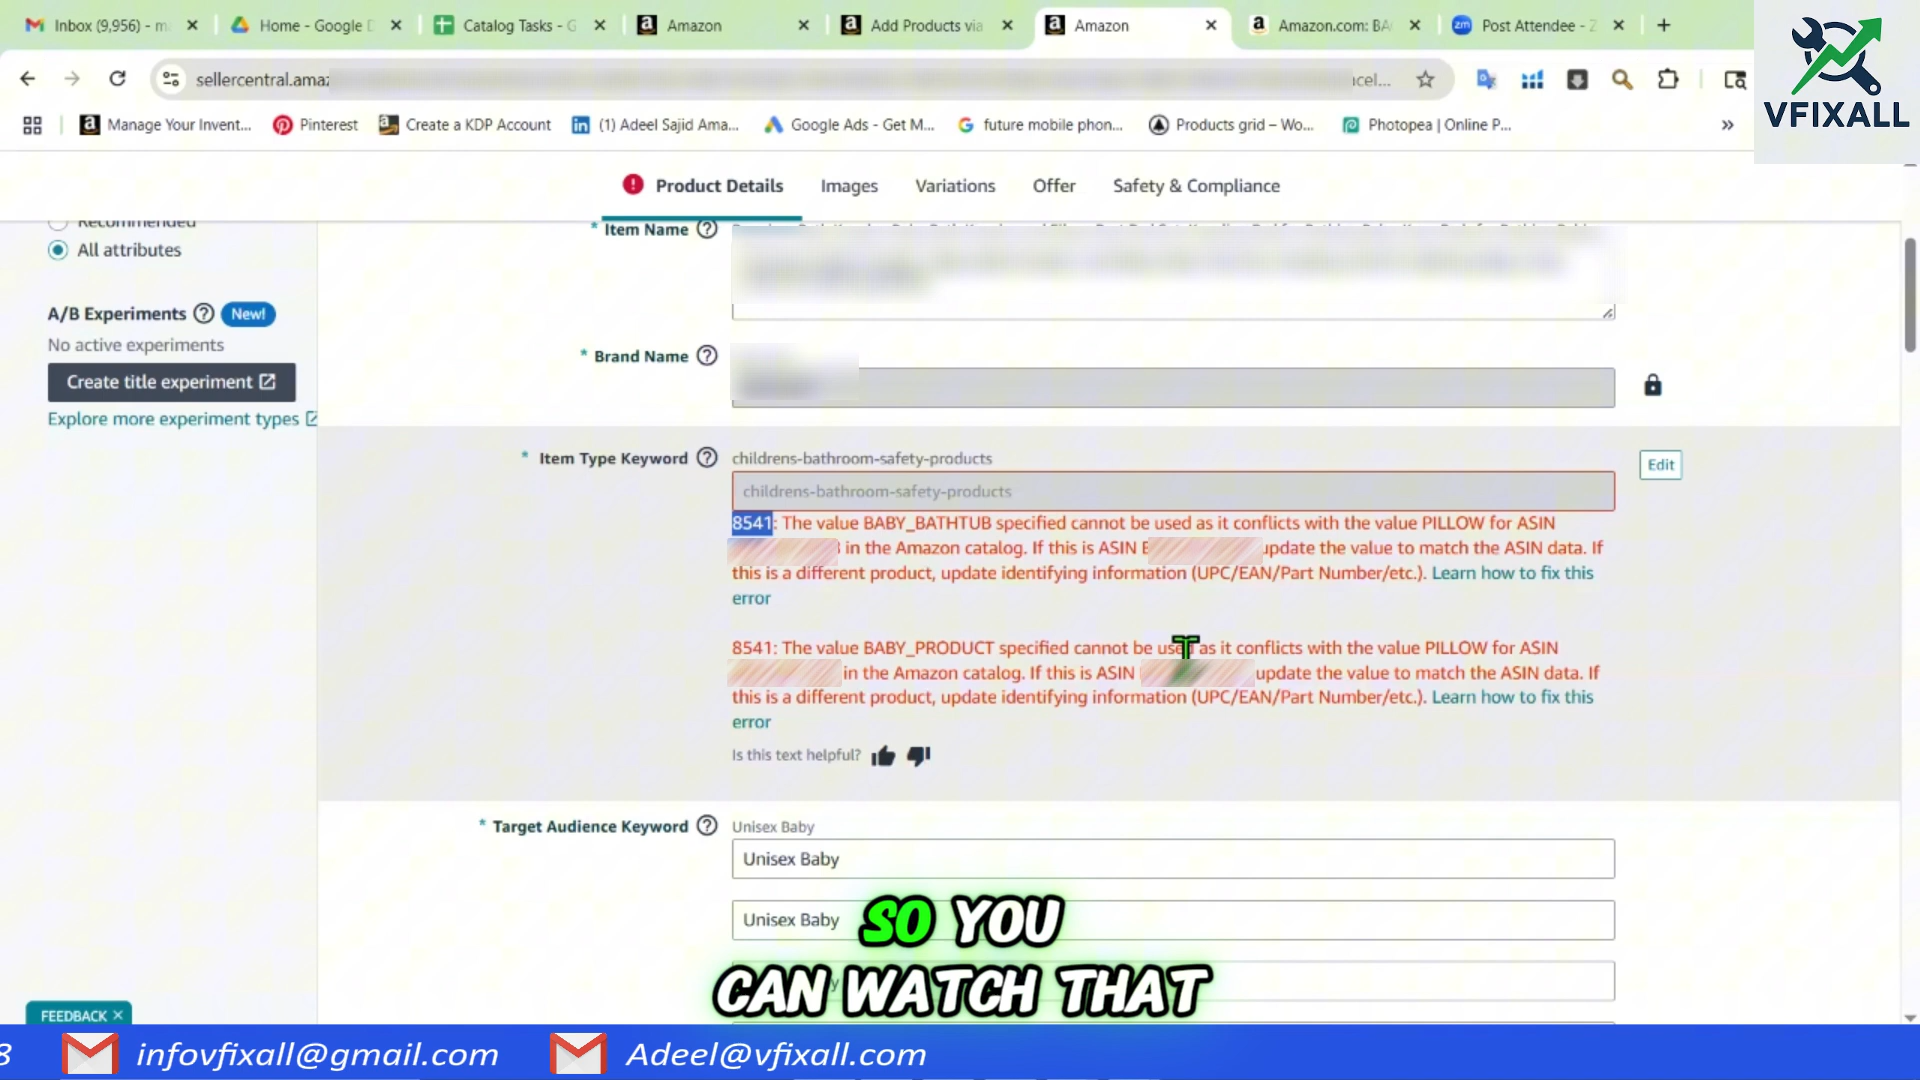 Inbox (9,956) - m
Home - Google D
Catalog Tasks - G
Amazon
Add Products via
Amazon
Amazon.com: BA
zm
Post Attendee - Z
sellercentral.amaz
icel...
VFIXALL
Manage Your Invent...
Pinterest
Create a KDP Account
(1) Adeel Sajid Ama...
Google Ads - Get M...
future mobile phon...
Products grid – Wo...
Photopea | Online P...
»
Product Details
Images
Variations
Offer
Safety & Compliance
Recommended
All attributes
A/B Experiments
New!
No active experiments
Create title experiment
Explore more experiment types
* Item Name
* Brand Name
* Item Type Keyword
childrens-bathroom-safety-products
Edit
childrens-bathroom-safety-products
8541: The value BABY_BATHTUB specified cannot be used as it conflicts with the value PILLOW for ASIN
in the Amazon catalog. If this is ASIN update the value to match the ASIN data. If
this is a different product, update identifying information (UPC/EAN/Part Number/etc.). Learn how to fix this
error
8541: The value BABY_PRODUCT specified cannot be used as it conflicts with the value PILLOW for ASIN
in the Amazon catalog. If this is ASIN update the value to match the ASIN data. If
this is a different product, update identifying information (UPC/EAN/Part Number/etc.). Learn how to fix this
error
Is this text helpful?
* Target Audience Keyword
Unisex Baby
Unisex Baby
Unisex Baby
SO YOU
CAN WATCH THAT
FEEDBACK ×
8
infovfixall@gmail.com
Adeel@vfixall.com